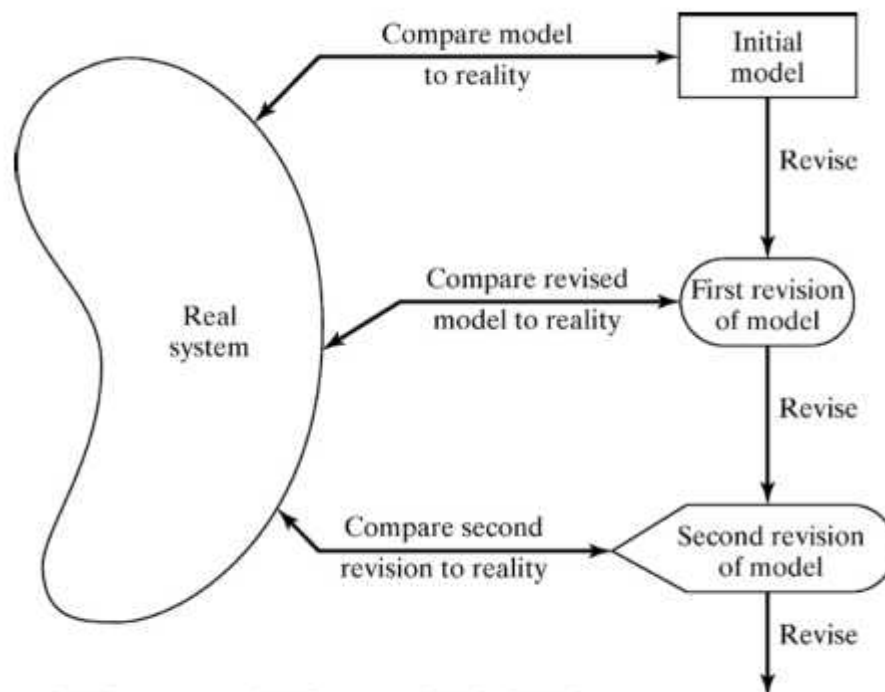 Compare model
to reality
Initial
model
Revise
Compare revised
model to reality
First revision
of model
Real
system
Revise
Compare second
revision to reality
Second revision
of model
Revise